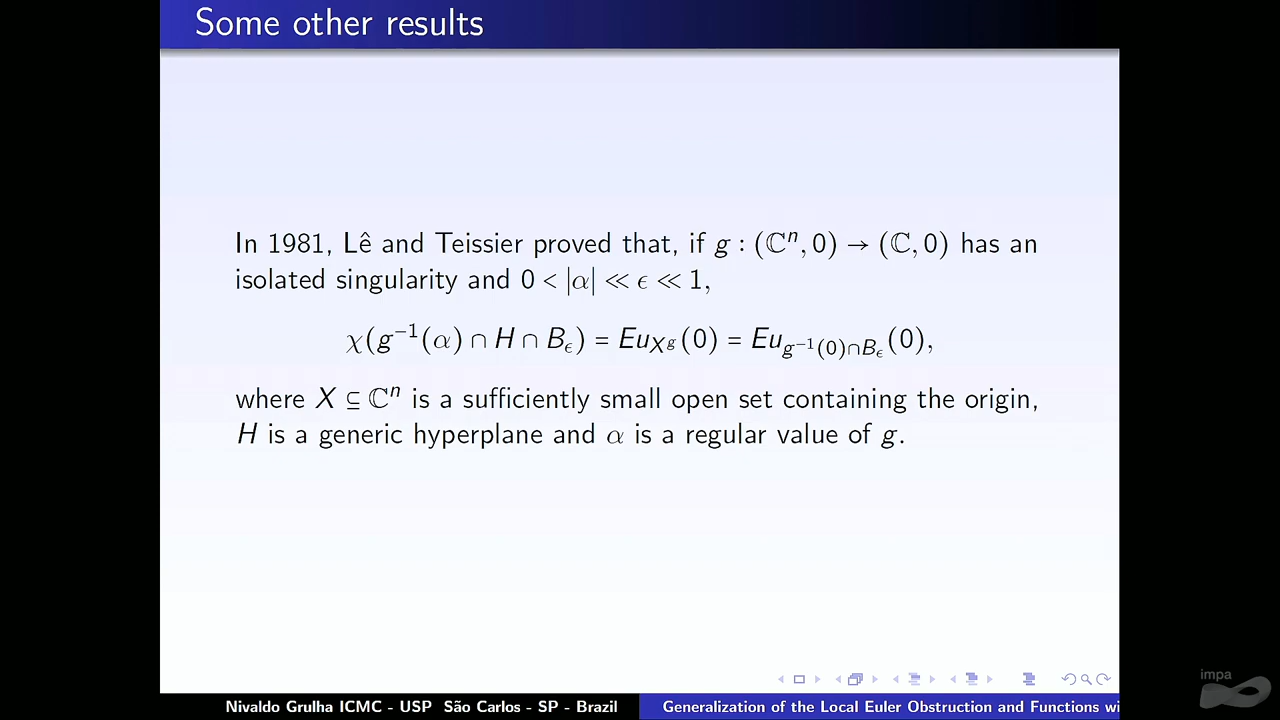 Some other results
In 1981, Lê and Teissier proved that, if g : (ℂⁿ, 0) → (ℂ, 0) has an
isolated singularity and 0 < |α| ≪ ϵ ≪ 1,
χ(g⁻¹(α) ∩ H ∩ B_ϵ) = Eu_{X^g}(0) = Eu_{g⁻¹(0)∩B_ϵ}(0),
where X ⊆ ℂⁿ is a sufficiently small open set containing the origin,
H is a generic hyperplane and α is a regular value of g.
impa
Nivaldo Grulha ICMC - USP São Carlos - SP - Brazil
Generalization of the Local Euler Obstruction and Functions wi